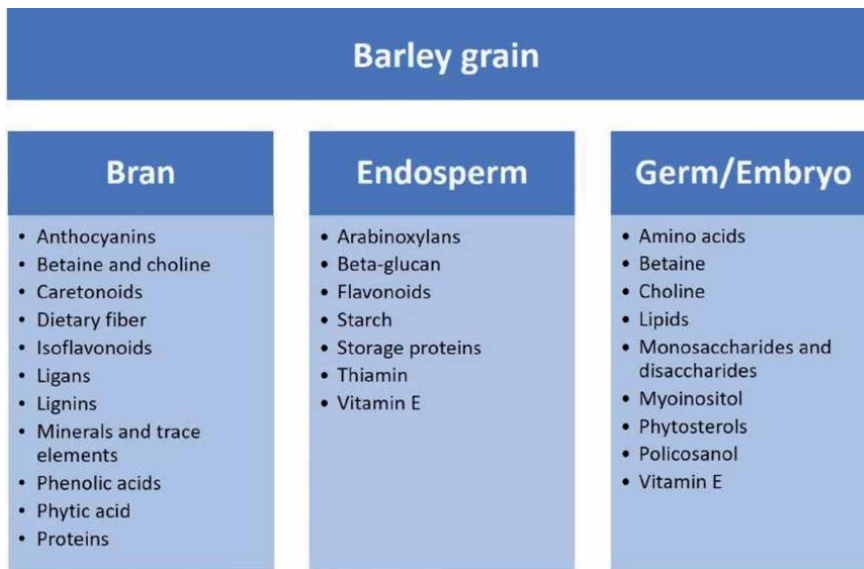 Barley grain
Bran
• Anthocyanins
• Betaine and choline
• Caretonoids
• Dietary fiber
• Isoflavonoids
• Ligans
• Lignins
• Minerals and trace
elements
• Phenolic acids
• Phytic acid
• Proteins
Endosperm
• Arabinoxylans
• Beta-glucan
• Flavonoids
• Starch
• Storage proteins
• Thiamin
• Vitamin E
Germ/Embryo
• Amino acids
• Betaine
• Choline
• Lipids
• Monosaccharides and
disaccharides
• Myoinositol
• Phytosterols
• Policosanol
• Vitamin E